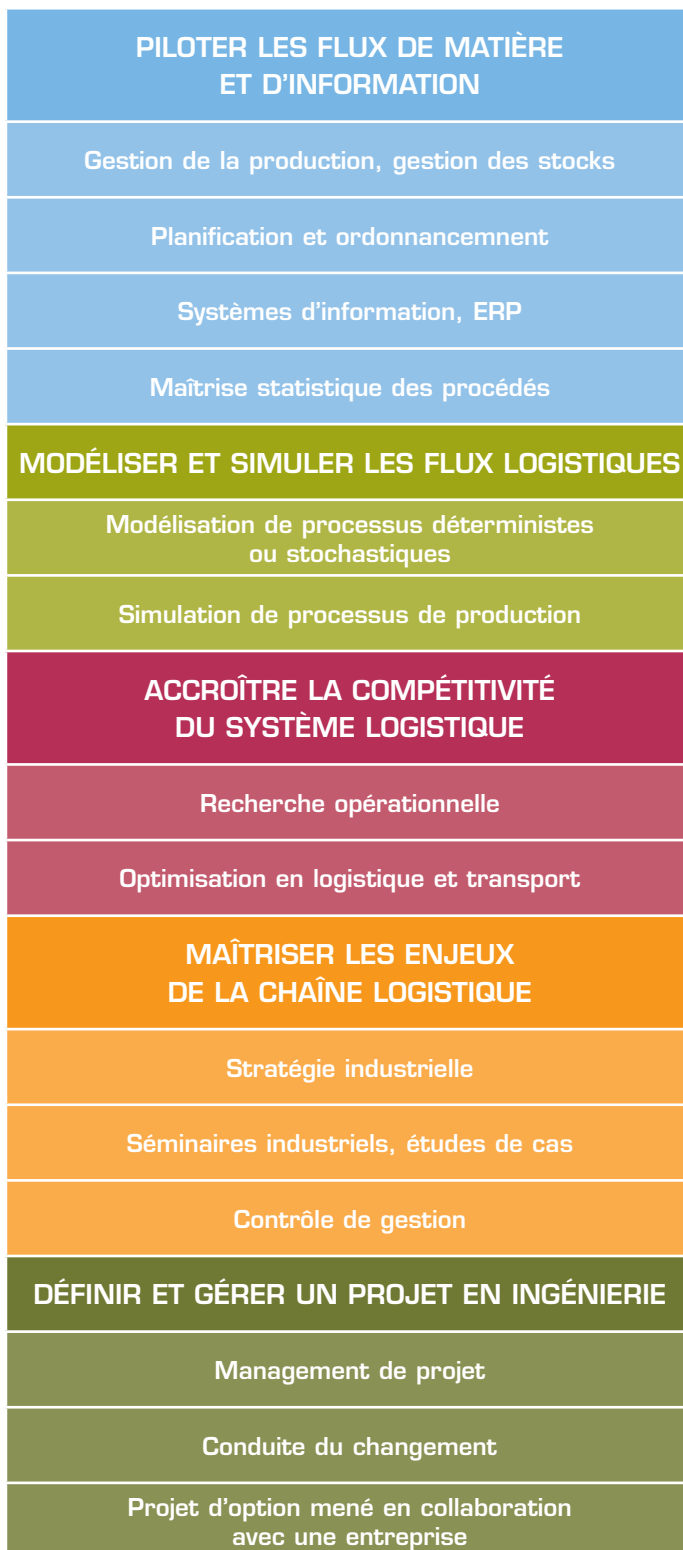 PILOTER LES FLUX DE MATIÈRE
ET D'INFORMATION
Gestion de la production, gestion des stocks
Planification et ordonnancemnent
Systèmes d'information, ERP
Maîtrise statistique des procédés
MODÉLISER ET SIMULER LES FLUX LOGISTIQUES
Modélisation de processus déterministes
ou stochastiques
Simulation de processus de production
ACCROÎTRE LA COMPÉTITIVITÉ
DU SYSTÈME LOGISTIQUE
Recherche opérationnelle
Optimisation en logistique et transport
MAÎTRISER LES ENJEUX
DE LA CHAÎNE LOGISTIQUE
Stratégie industrielle
Séminaires industriels, études de cas
Contrôle de gestion
DÉFINIR ET GÉRER UN PROJET EN INGÉNIERIE
Management de projet
Conduite du changement
Projet d'option mené en collaboration
avec une entreprise